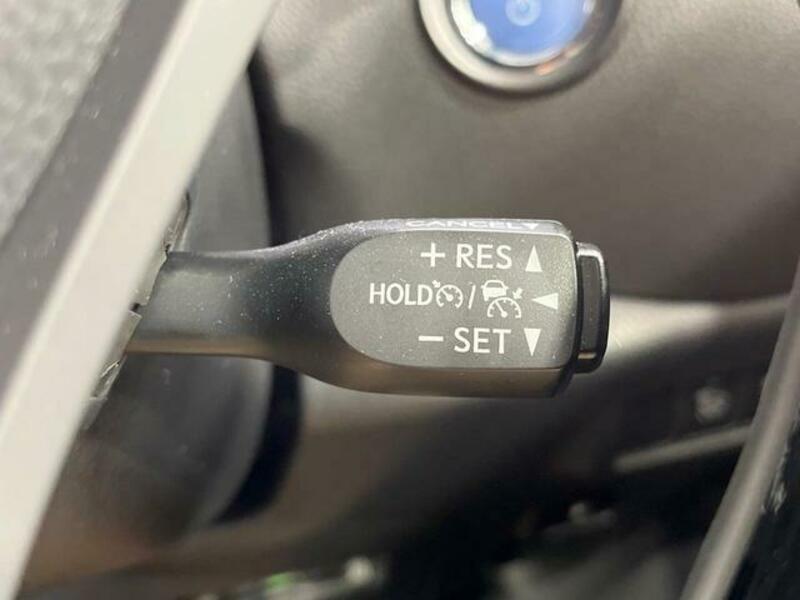 CANCEL▼
+ RES ▲
HOLD / ◀
− SET ▼